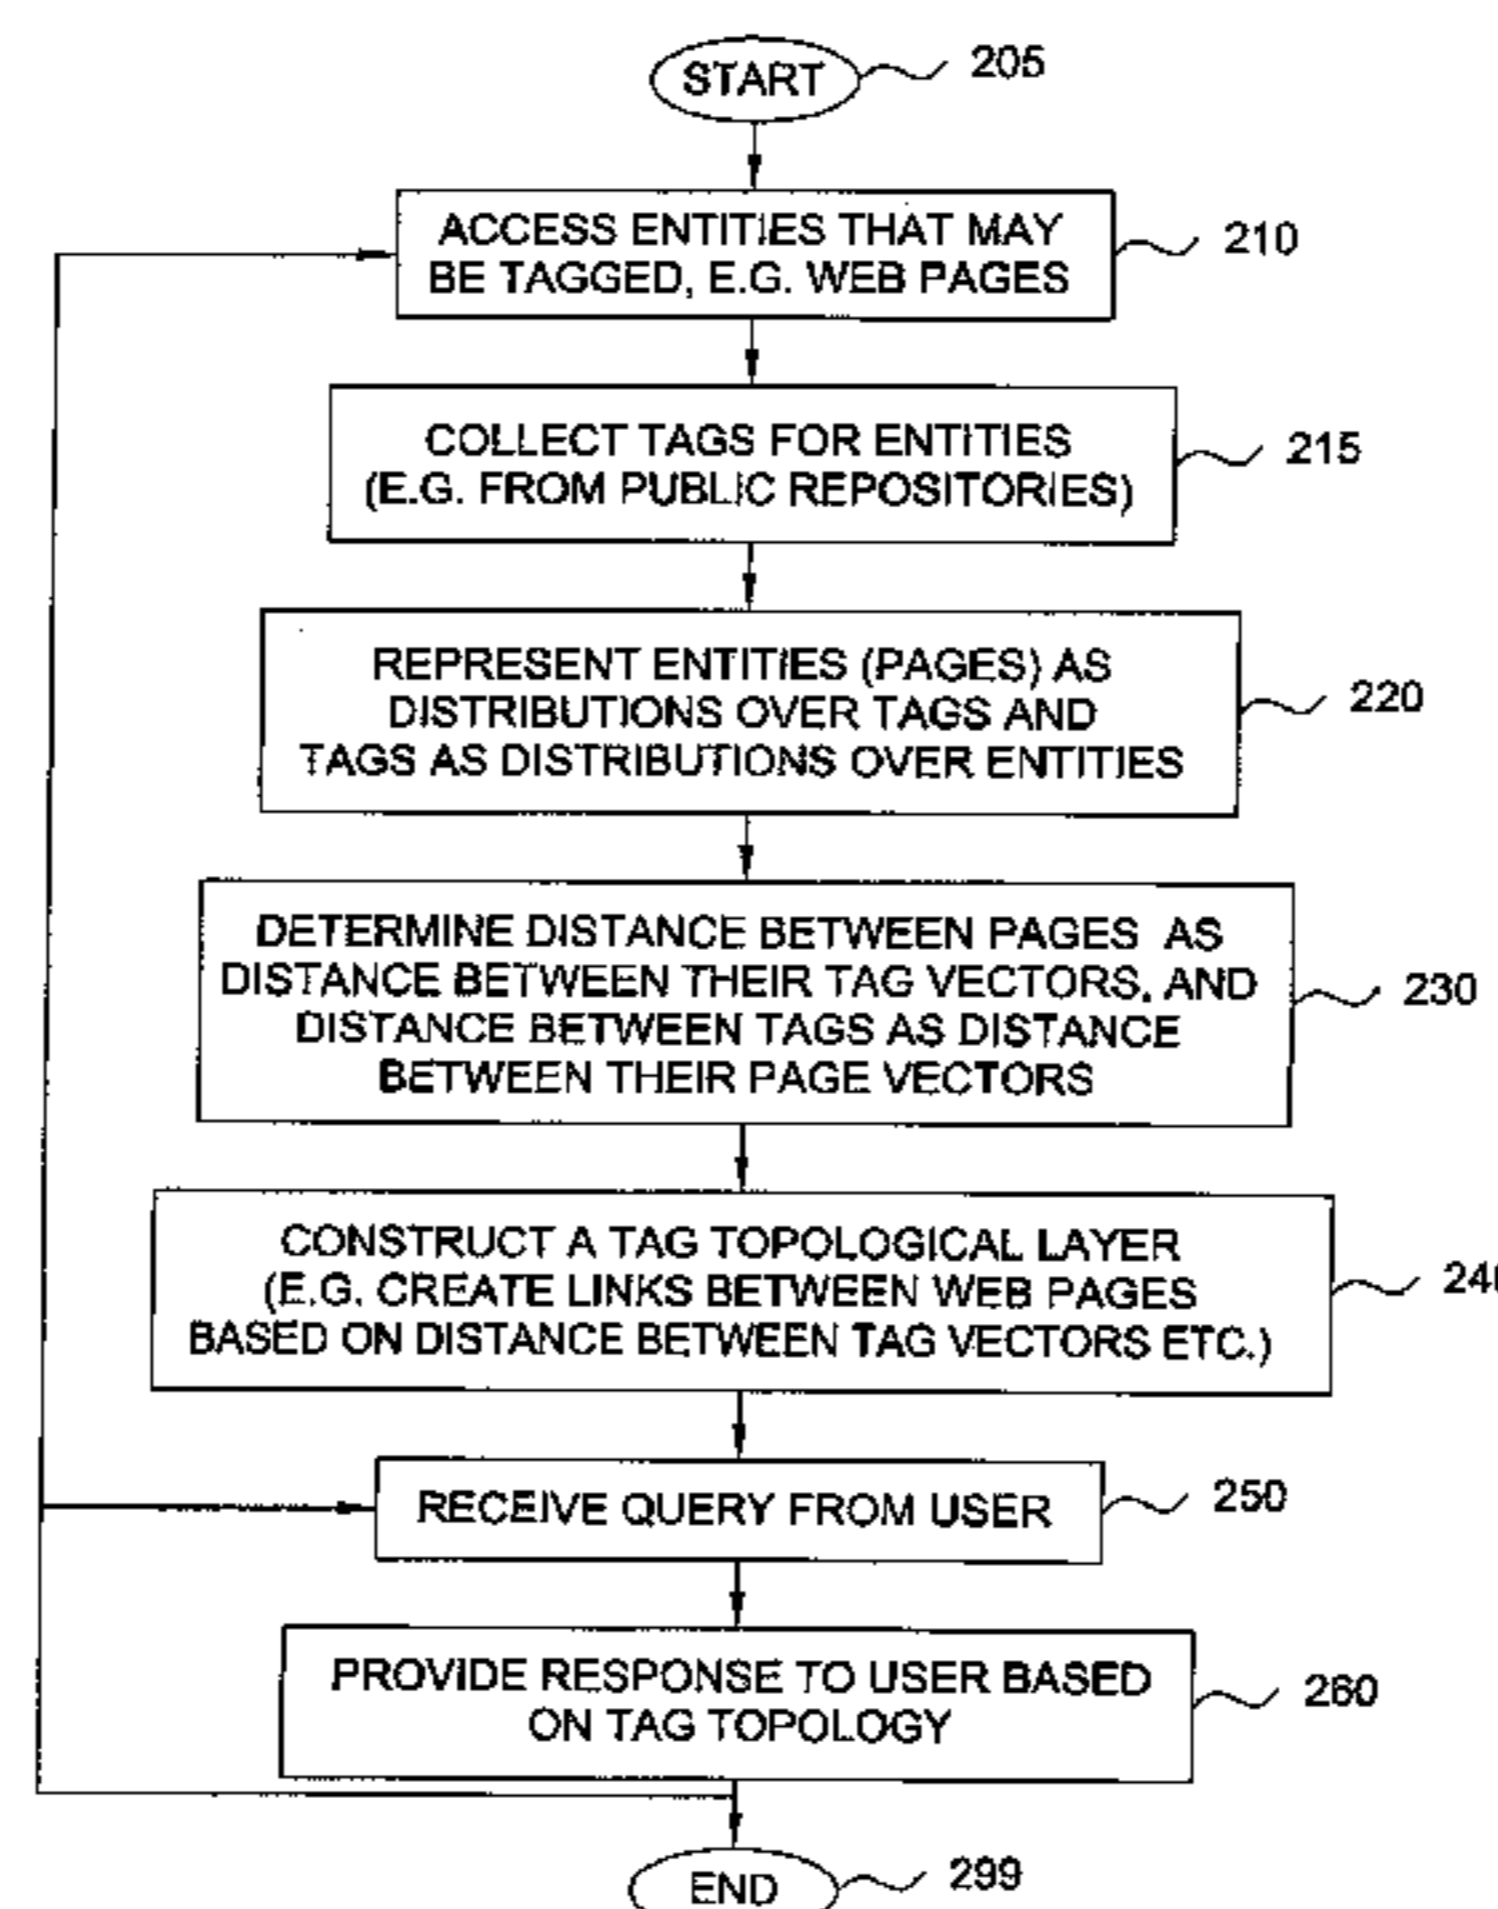 START
205
ACCESS ENTITIES THAT MAY
BE TAGGED, E.G. WEB PAGES
210
COLLECT TAGS FOR ENTITIES
(E.G. FROM PUBLIC REPOSITORIES)
215
REPRESENT ENTITIES (PAGES) AS
DISTRIBUTIONS OVER TAGS AND
TAGS AS DISTRIBUTIONS OVER ENTITIES
220
DETERMINE DISTANCE BETWEEN PAGES AS
DISTANCE BETWEEN THEIR TAG VECTORS, AND
DISTANCE BETWEEN TAGS AS DISTANCE
BETWEEN THEIR PAGE VECTORS
230
CONSTRUCT A TAG TOPOLOGICAL LAYER
(E.G. CREATE LINKS BETWEEN WEB PAGES
BASED ON DISTANCE BETWEEN TAG VECTORS ETC.)
240
RECEIVE QUERY FROM USER
250
PROVIDE RESPONSE TO USER BASED
ON TAG TOPOLOGY
260
END
299